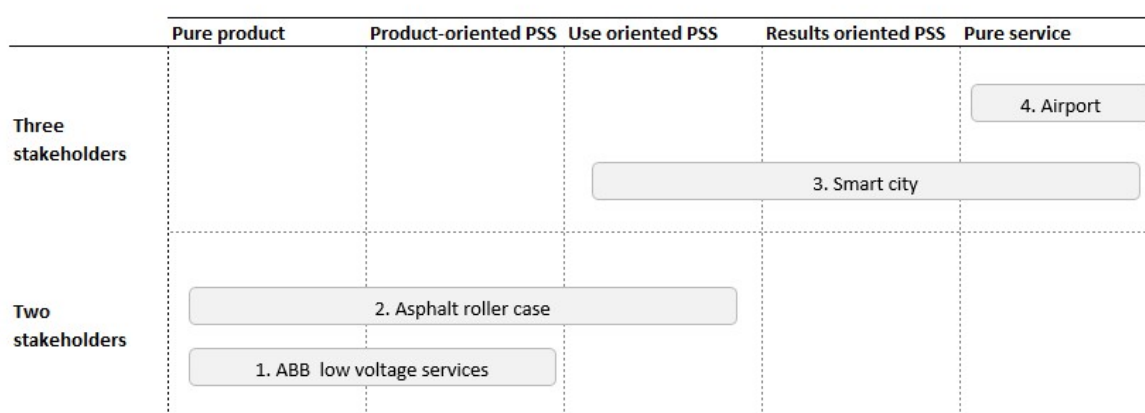 Pure product Product-oriented PSS Use oriented PSS Results oriented PSS Pure service
4. Airport
Three
stakeholders
3. Smart city
2. Asphalt roller case
Two
stakeholders
1. ABB low voltage services